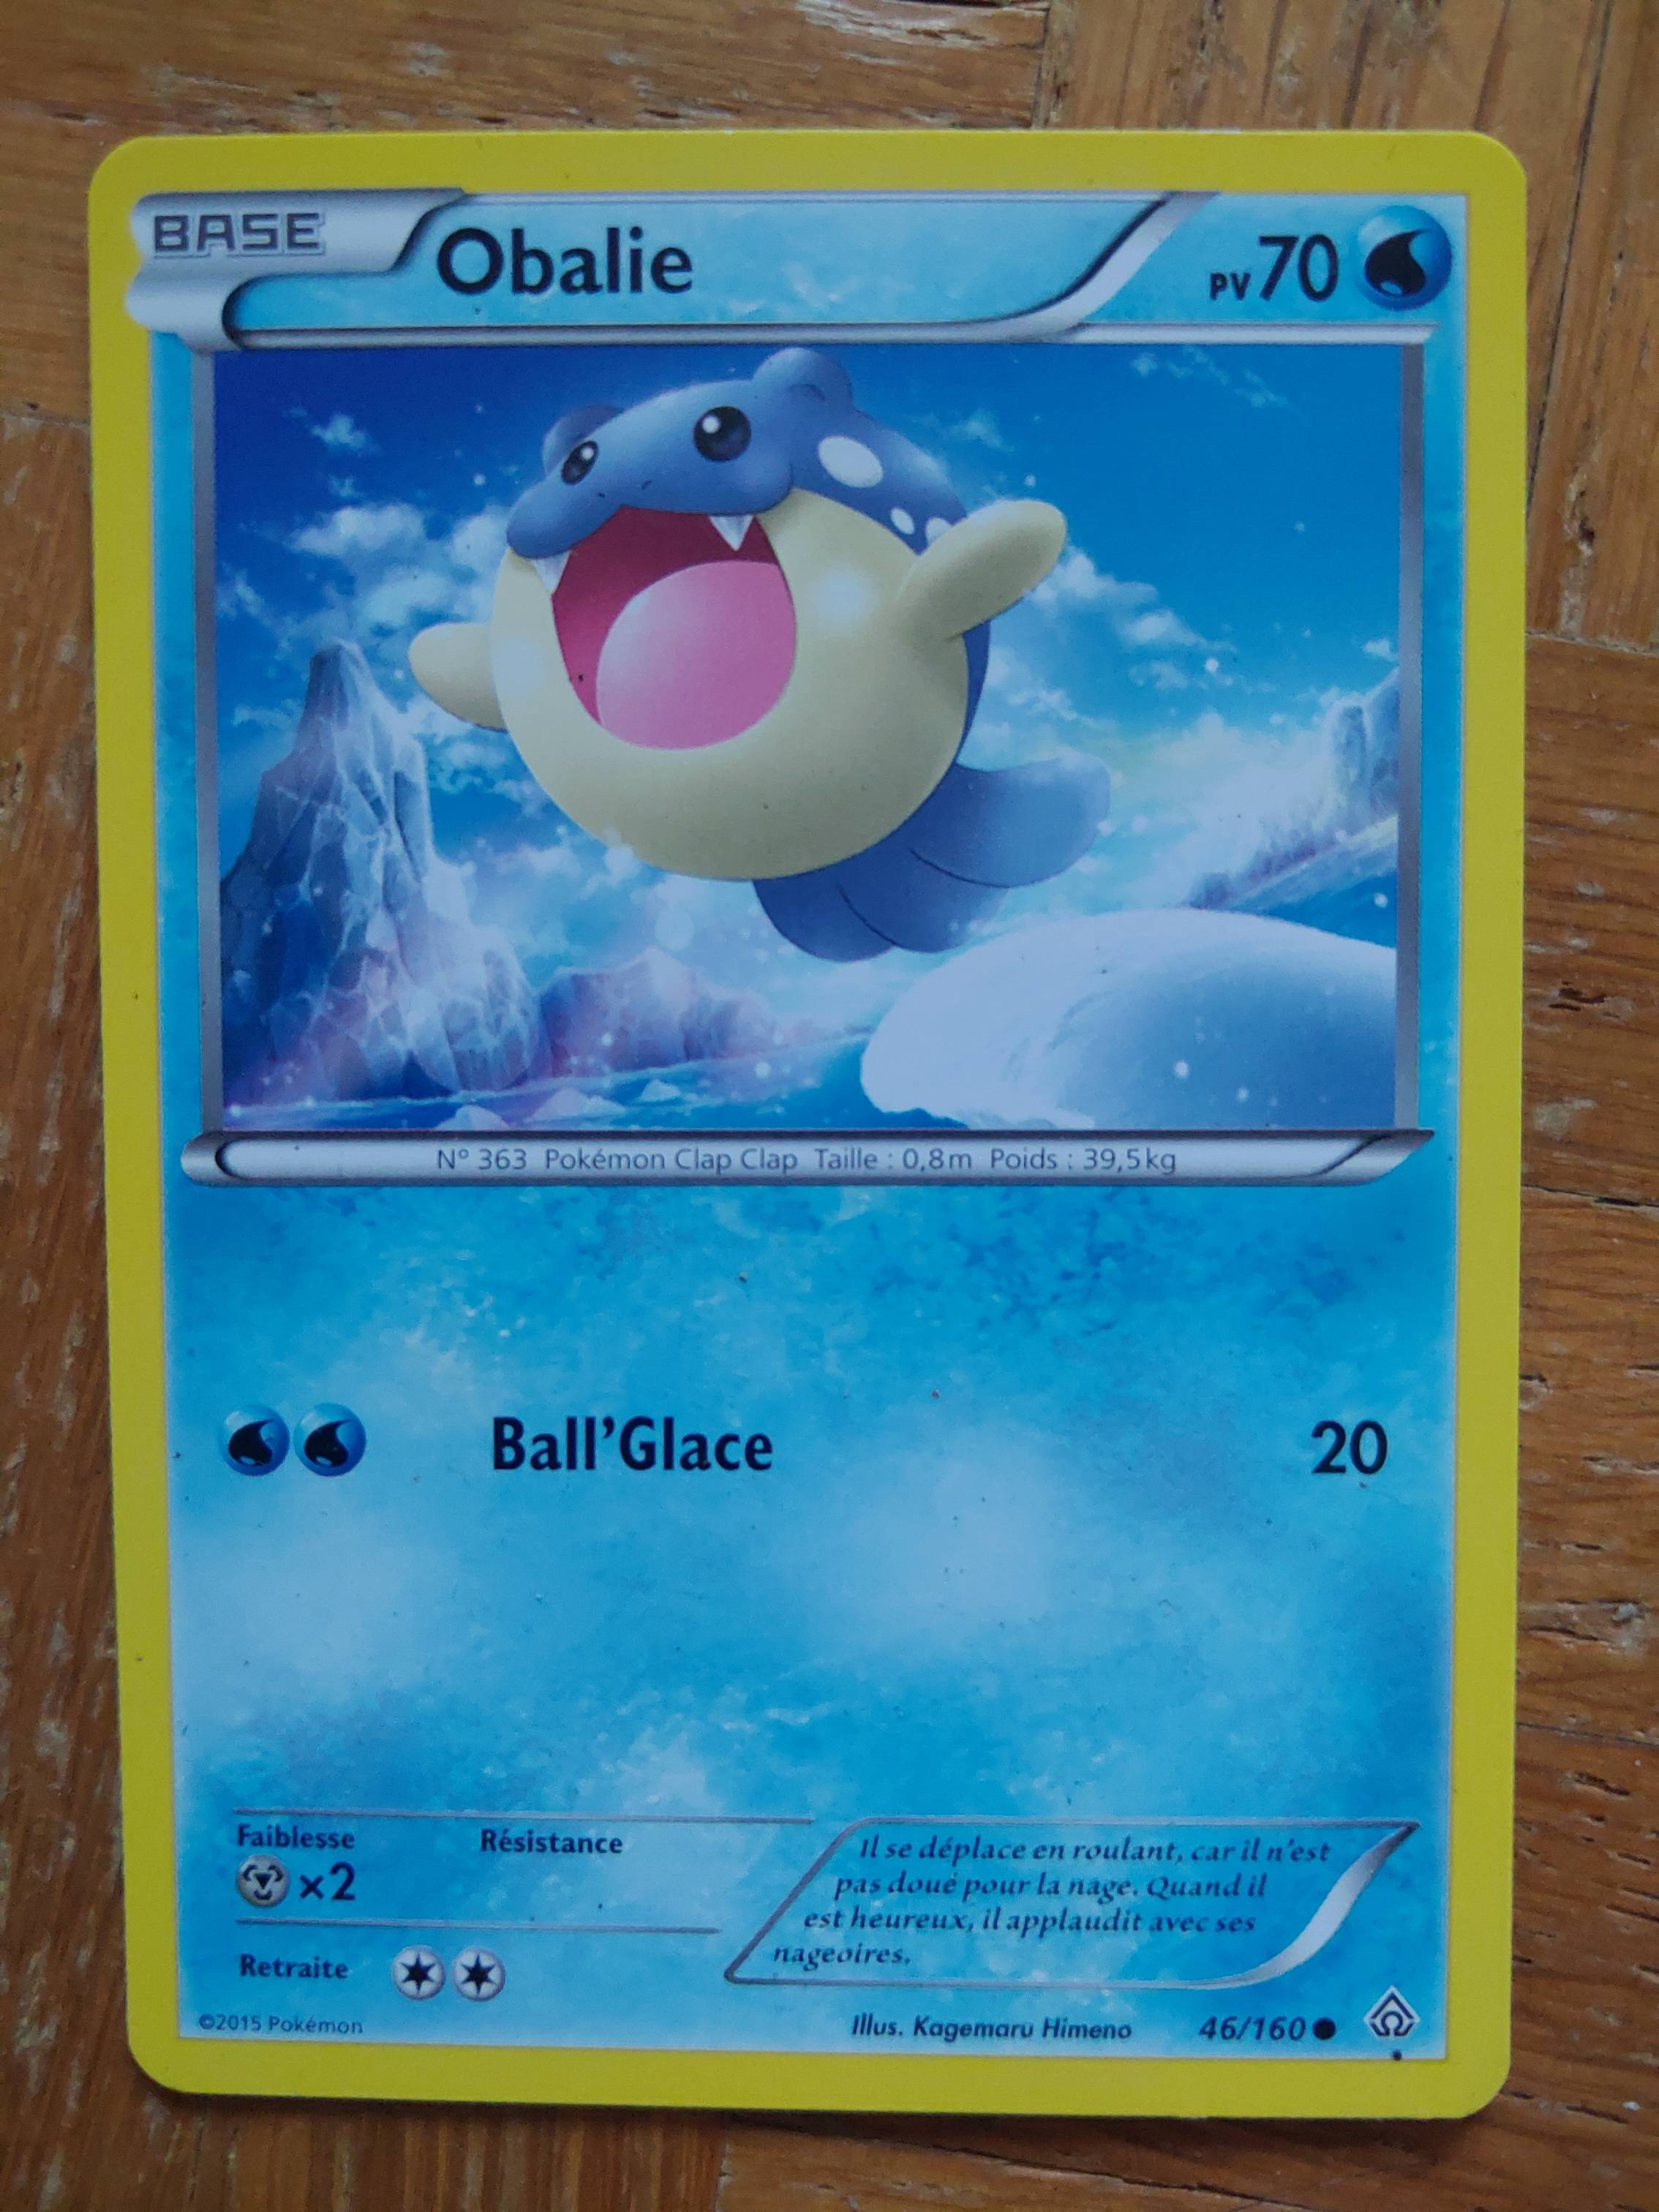 BASE
Obalie
PV70
N° 363 Pokémon Clap Clap Taille : 0,8m Poids : 39,5kg
Ball'Glace 20
Faiblesse
Résistance
x2
Retraite
Il se déplace en roulant, car il n'est
pas doué pour la nage. Quand il
est heureux, il applaudit avec ses
nageoires.
©2015 Pokémon
Illus. Kagemaru Himeno
46/160